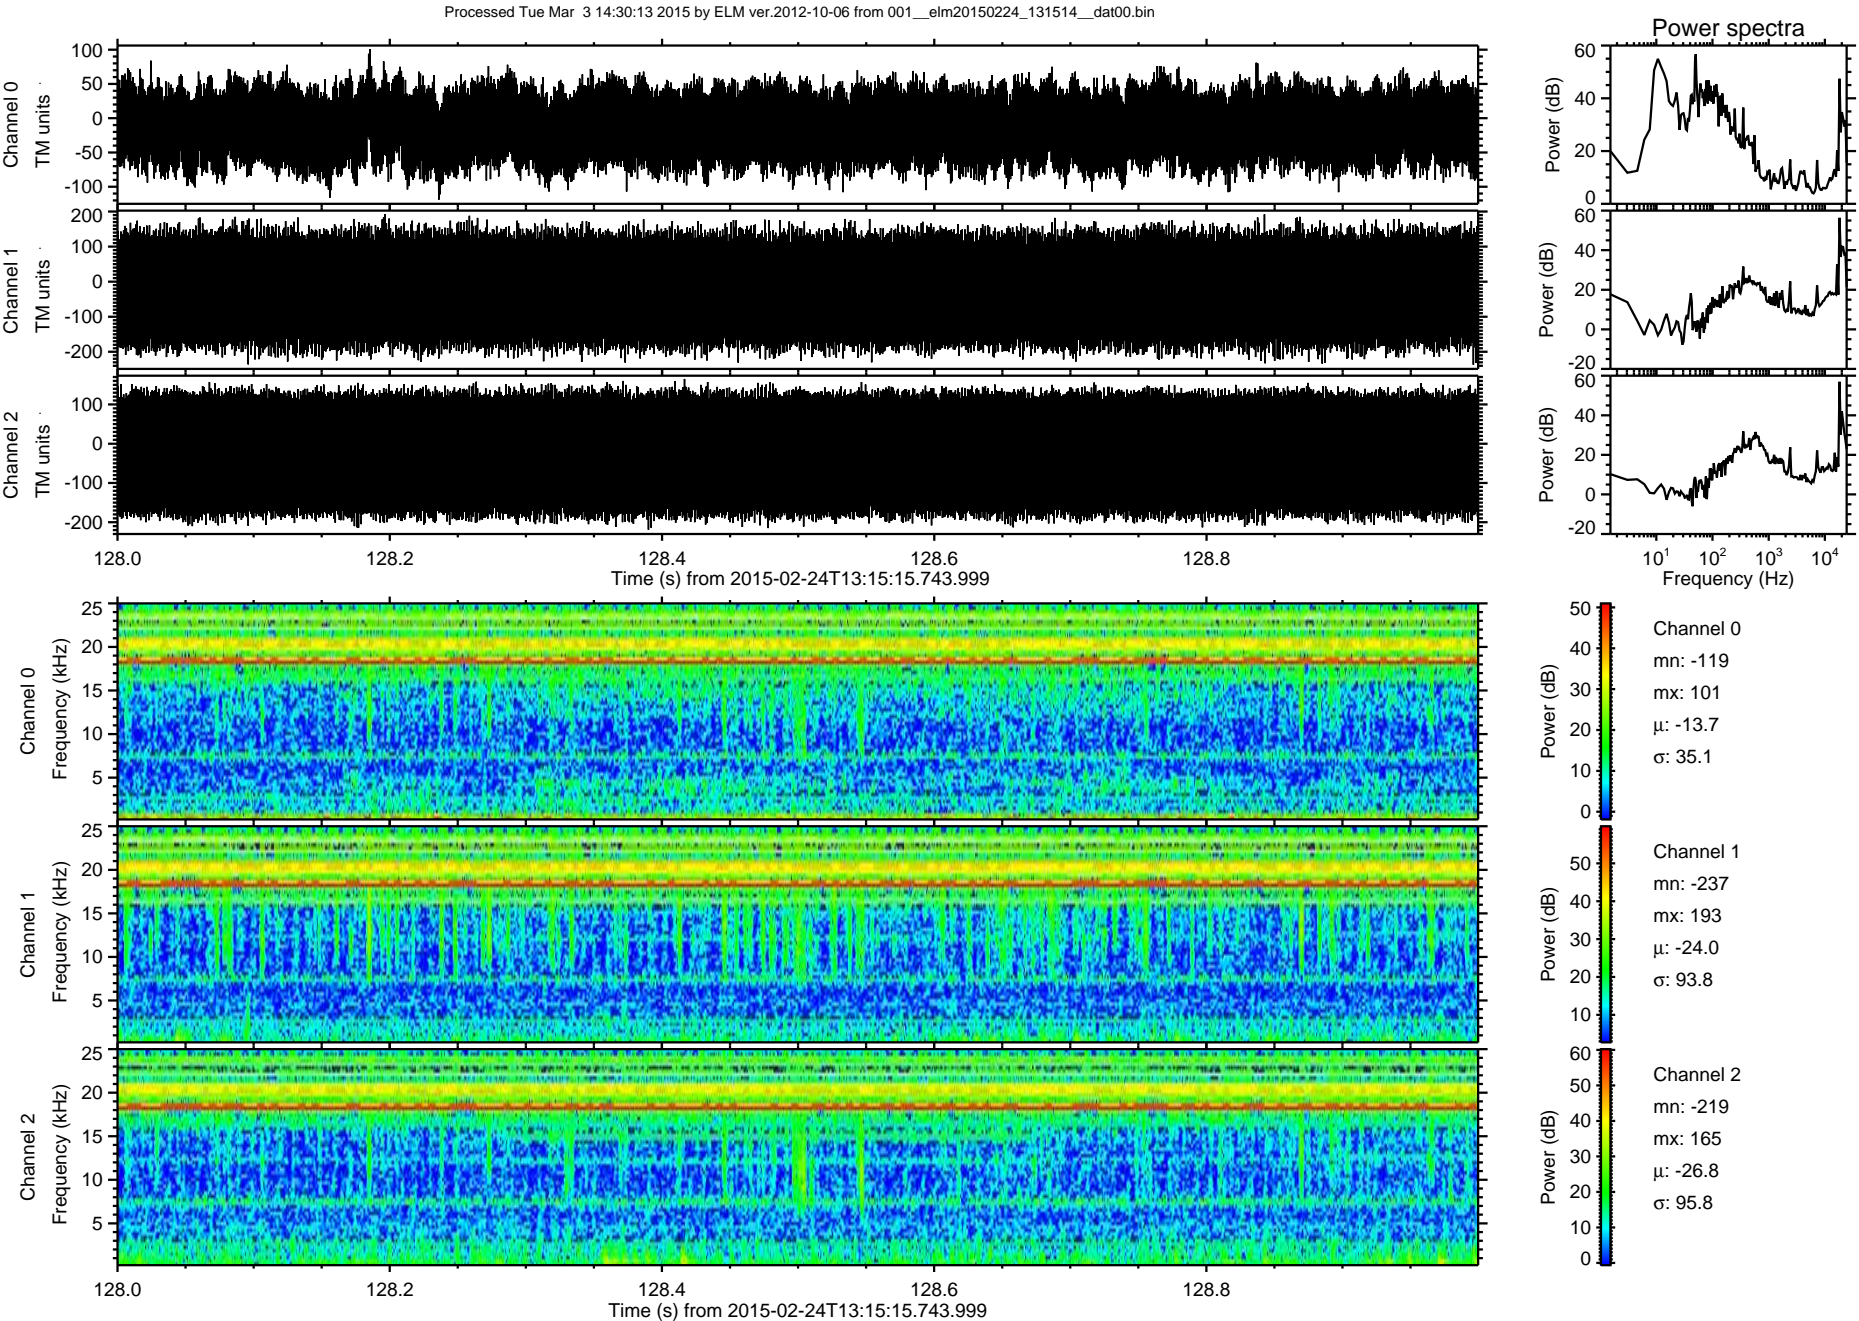 Processed Tue Mar  3 14:30:13 2015 by ELM ver.2012-10-06 from 001__elm20150224_131514__dat00.bin
Power spectra
Channel 0
TM units
100
50
0
-50
-100
Power (dB)
60
40
20
0
Channel 1
TM units
200
100
0
-100
-200
Power (dB)
60
40
20
0
-20
Channel 2
TM units
100
0
-100
-200
Power (dB)
60
40
20
0
-20
128.0 128.2 128.4 128.6 128.8
Time (s) from 2015-02-24T13:15:15.743.999
10¹ 10² 10³ 10⁴
Frequency (Hz)
Channel 0
Frequency (kHz)
25
20
15
10
5
Power (dB)
50
40
30
20
10
0
Channel 0
mn: -119
mx: 101
µ: -13.7
σ: 35.1
Channel 1
Frequency (kHz)
25
20
15
10
5
Power (dB)
50
40
30
20
10
Channel 1
mn: -237
mx: 193
µ: -24.0
σ: 93.8
Channel 2
Frequency (kHz)
25
20
15
10
5
Power (dB)
60
50
40
30
20
10
0
Channel 2
mn: -219
mx: 165
µ: -26.8
σ: 95.8
128.0 128.2 128.4 128.6 128.8
Time (s) from 2015-02-24T13:15:15.743.999